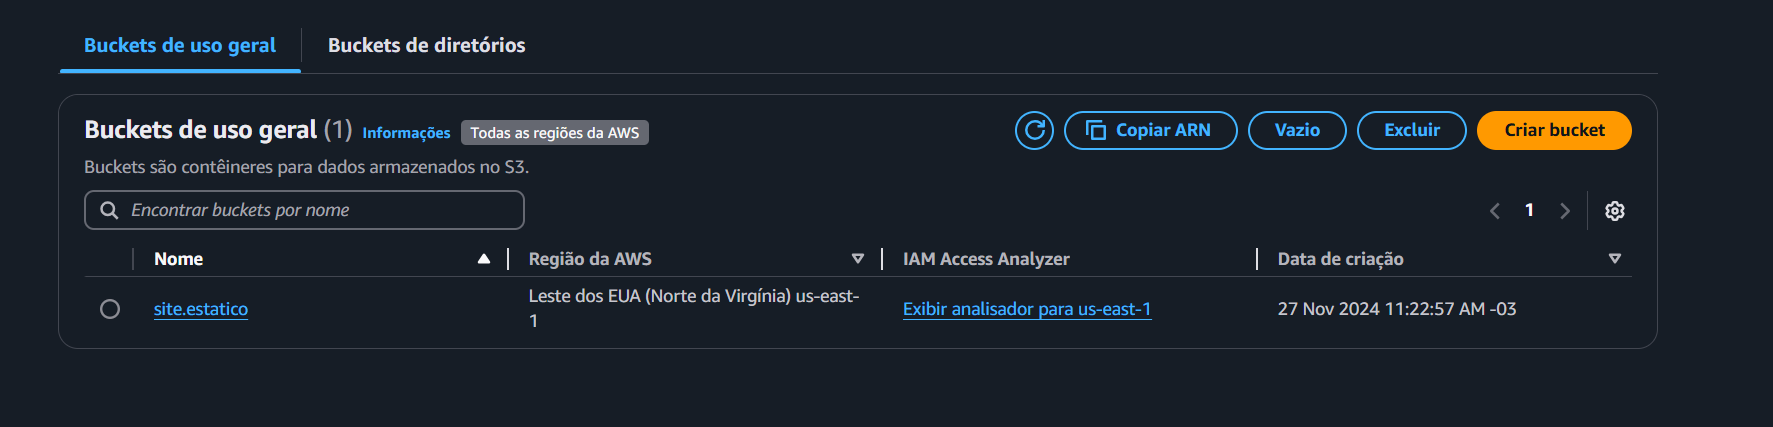 Buckets de uso geral
Buckets de diretórios
Buckets de uso geral (1) Informações Todas as regiões da AWS
Copiar ARN
Vazio
Excluir
Criar bucket
Buckets são contêineres para dados armazenados no S3.
Encontrar buckets por nome
1
Nome
Região da AWS
IAM Access Analyzer
Data de criação
site.estatico
Leste dos EUA (Norte da Virgínia) us-east-
1
Exibir analisador para us-east-1
27 Nov 2024 11:22:57 AM -03